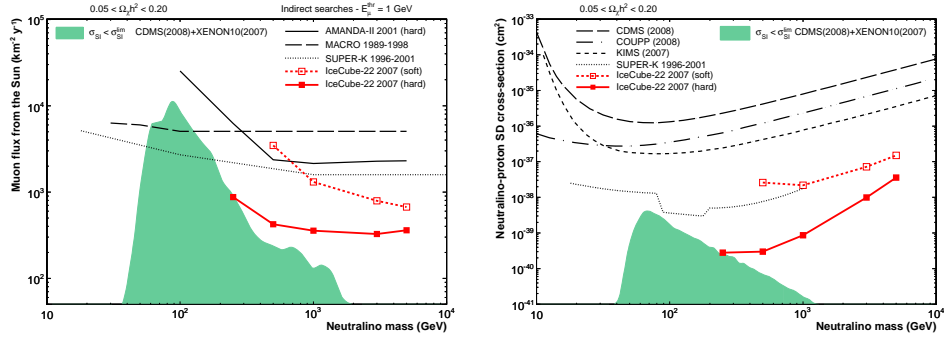 0.05 < Ωχh² < 0.20
Indirect searches - E_μ^thr = 1 GeV
σ_SI < σ_SI^lim CDMS(2008)+XENON10(2007)
AMANDA-II 2001 (hard)
MACRO 1989-1998
SUPER-K 1996-2001
IceCube-22 2007 (soft)
IceCube-22 2007 (hard)
Muon flux from the Sun (km⁻² y⁻¹)
10⁵
10⁴
10³
10²
10 10² 10³ 10⁴
Neutralino mass (GeV)
0.05 < Ωχh² < 0.20
CDMS (2008)
COUPP (2008)
KIMS (2007)
SUPER-K 1996-2001
IceCube-22 2007 (soft)
IceCube-22 2007 (hard)
σ_SI < σ_SI^lim CDMS(2008)+XENON10(2007)
Neutralino-proton SD cross-section (cm²)
10⁻³³
10⁻³⁴
10⁻³⁵
10⁻³⁶
10⁻³⁷
10⁻³⁸
10⁻³⁹
10⁻⁴⁰
10⁻⁴¹
10 10² 10³ 10⁴
Neutralino mass (GeV)